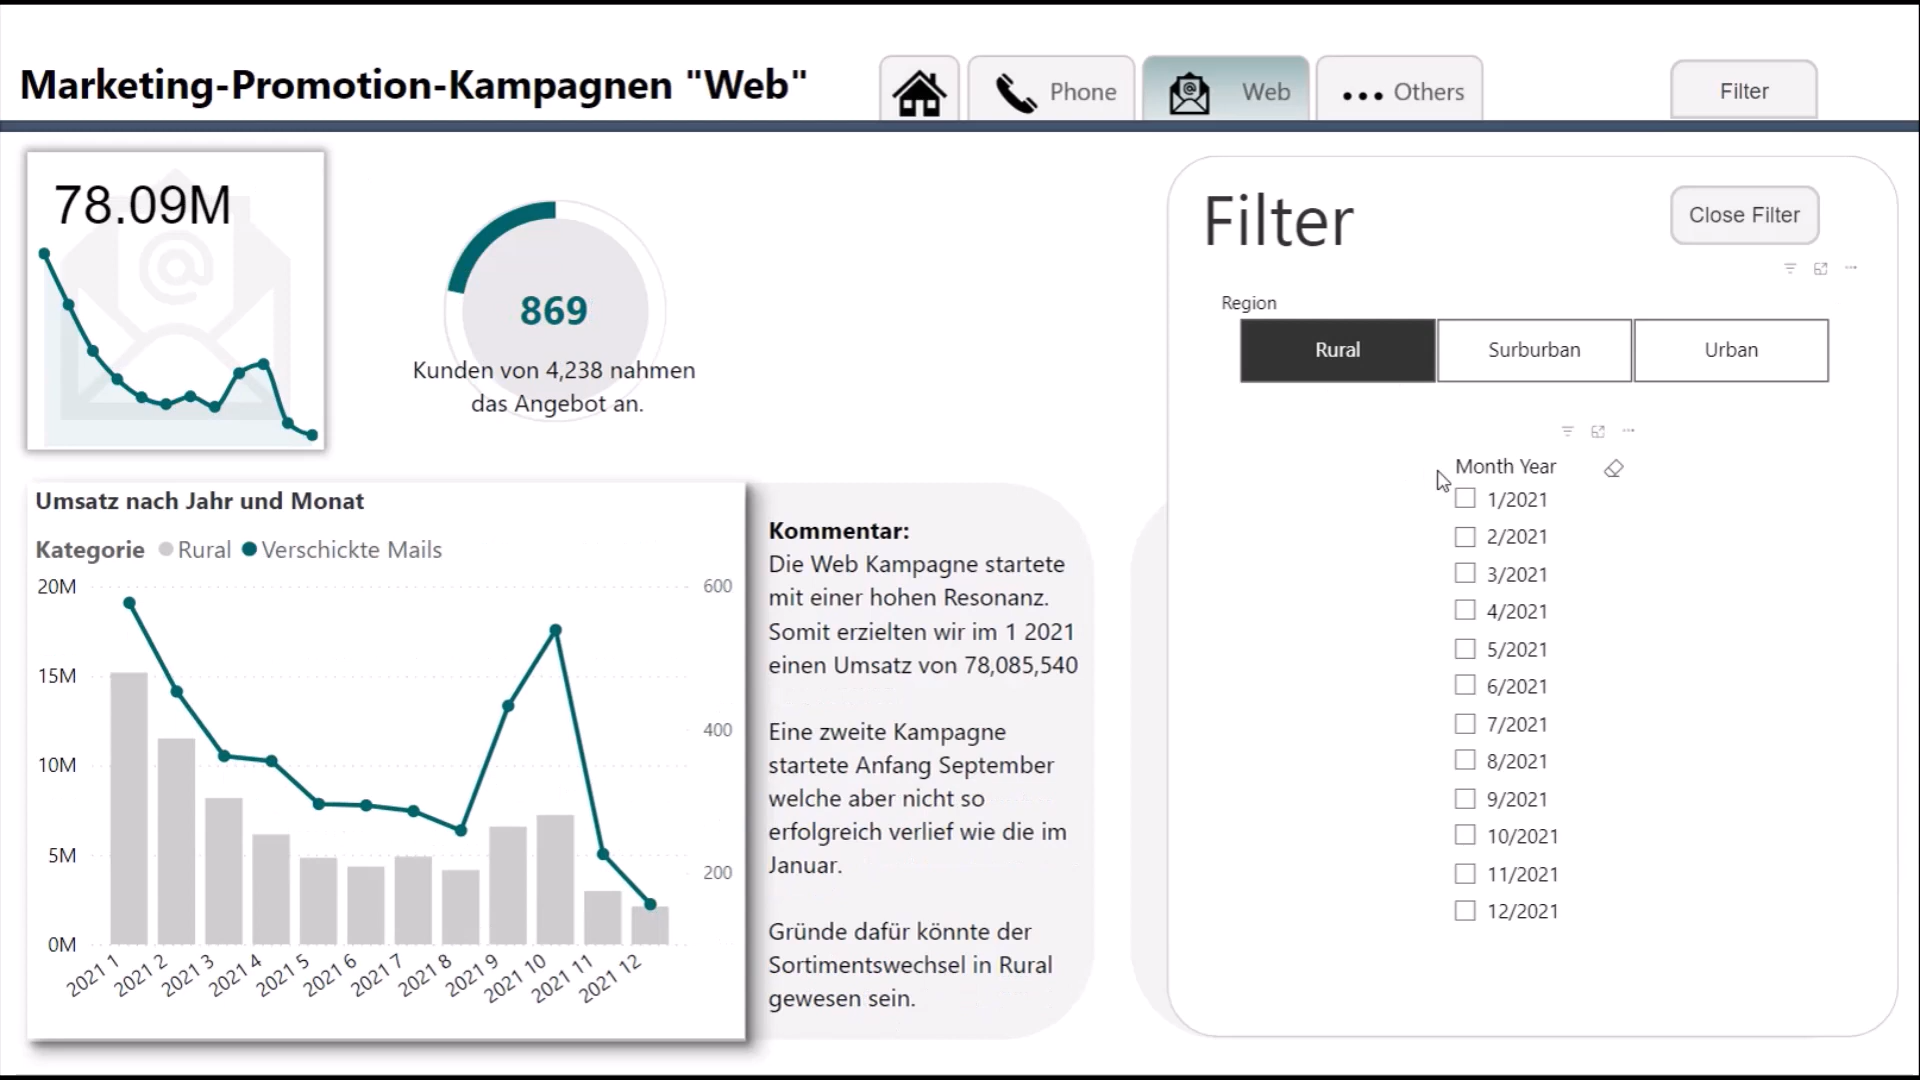 Marketing-Promotion-Kampagnen "Web"
Phone
Web
Others
Filter
78.09M
869
Kunden von 4,238 nahmen
das Angebot an.
Umsatz nach Jahr und Monat
Kategorie Rural Verschickte Mails
20M
15M
10M
5M
0M
600
400
200
2021 1
2021 2
2021 3
2021 4
2021 5
2021 6
2021 7
2021 8
2021 9
2021 10
2021 11
2021 12
Kommentar:
Die Web Kampagne startete
mit einer hohen Resonanz.
Somit erzielten wir im 1 2021
einen Umsatz von 78,085,540
Eine zweite Kampagne
startete Anfang September
welche aber nicht so
erfolgreich verlief wie die im
Januar.
Gründe dafür könnte der
Sortimentswechsel in Rural
gewesen sein.
Filter
Close Filter
Region
Rural
Surburban
Urban
Month Year
1/2021
2/2021
3/2021
4/2021
5/2021
6/2021
7/2021
8/2021
9/2021
10/2021
11/2021
12/2021